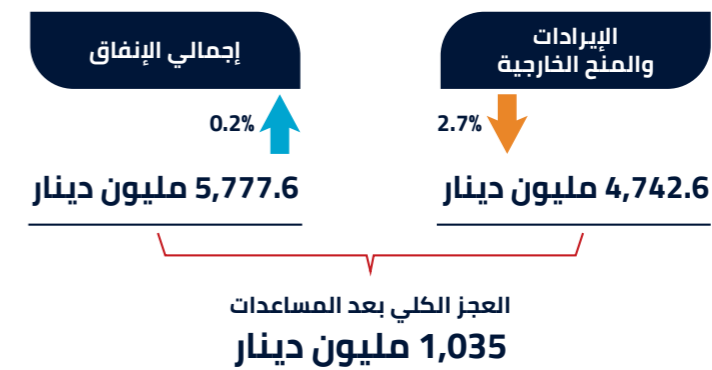 الإيرادات
والمنح الخارجية
2.7%
4,742.6 مليون دينار
إجمالي الإنفاق
0.2%
5,777.6 مليون دينار
العجز الكلي بعد المساعدات
1,035 مليون دينار